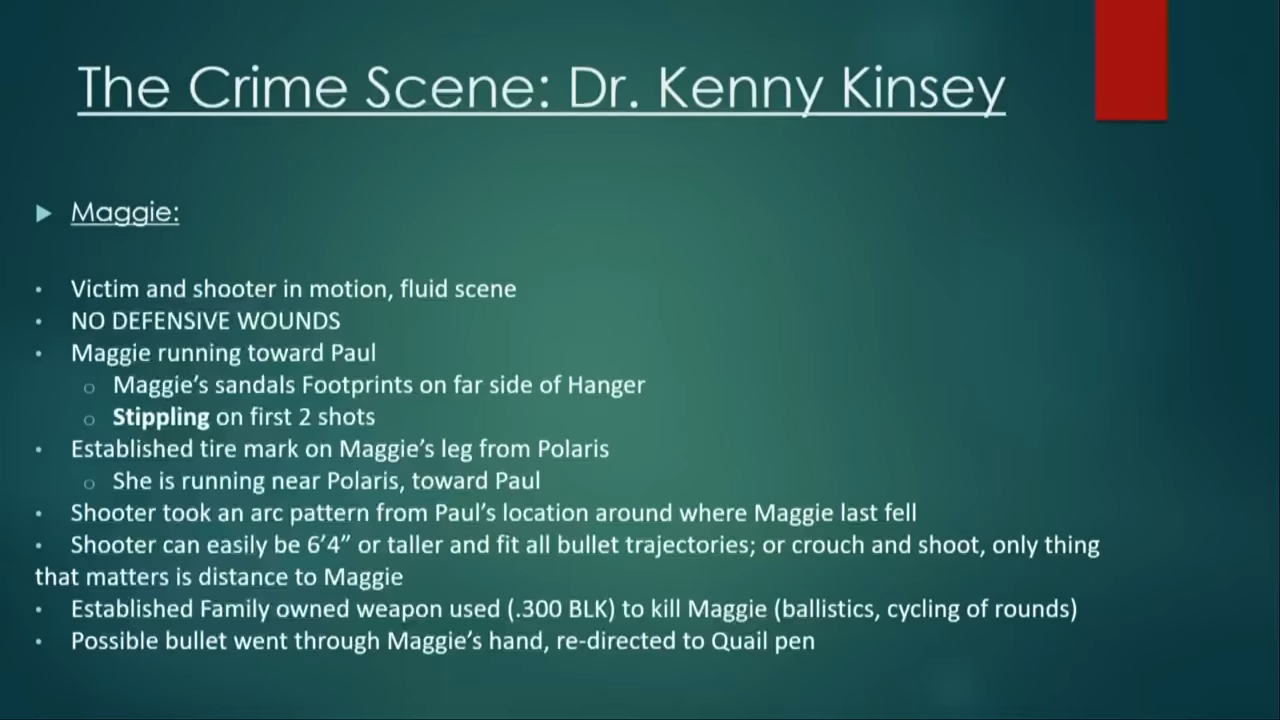 The Crime Scene: Dr. Kenny Kinsey
Maggie:
• Victim and shooter in motion, fluid scene
• NO DEFENSIVE WOUNDS
• Maggie running toward Paul
o Maggie's sandals Footprints on far side of Hanger
o Stippling on first 2 shots
• Established tire mark on Maggie's leg from Polaris
o She is running near Polaris, toward Paul
• Shooter took an arc pattern from Paul's location around where Maggie last fell
• Shooter can easily be 6'4” or taller and fit all bullet trajectories; or crouch and shoot, only thing
that matters is distance to Maggie
• Established Family owned weapon used (.300 BLK) to kill Maggie (ballistics, cycling of rounds)
• Possible bullet went through Maggie's hand, re-directed to Quail pen